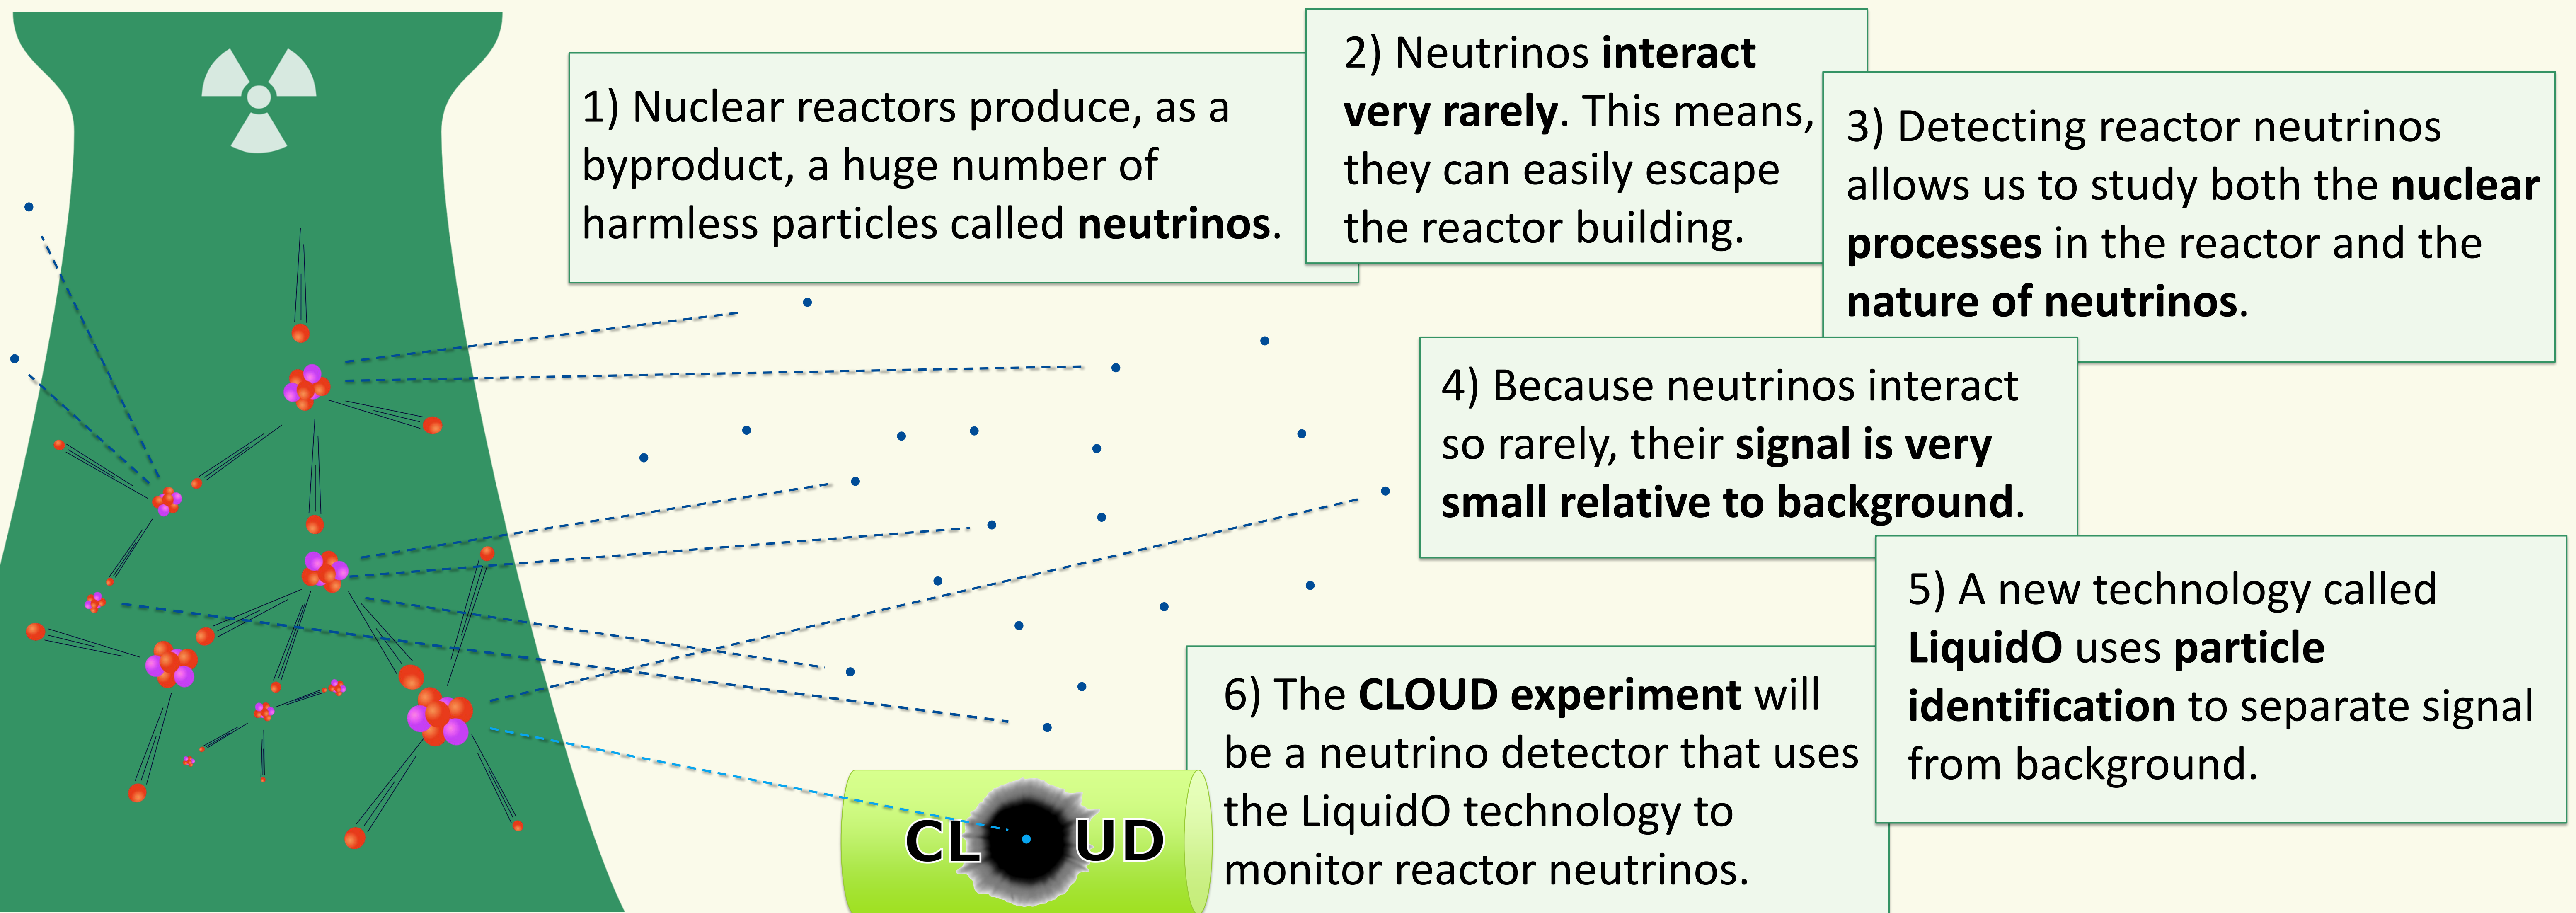 1) Nuclear reactors produce, as a
byproduct, a huge number of
harmless particles called neutrinos.
2) Neutrinos interact
very rarely. This means,
they can easily escape
the reactor building.
3) Detecting reactor neutrinos
allows us to study both the nuclear
processes in the reactor and the
nature of neutrinos.
4) Because neutrinos interact
so rarely, their signal is very
small relative to background.
5) A new technology called
LiquidO uses particle
identification to separate signal
from background.
6) The CLOUD experiment will
be a neutrino detector that uses
the LiquidO technology to
monitor reactor neutrinos.
CL UD